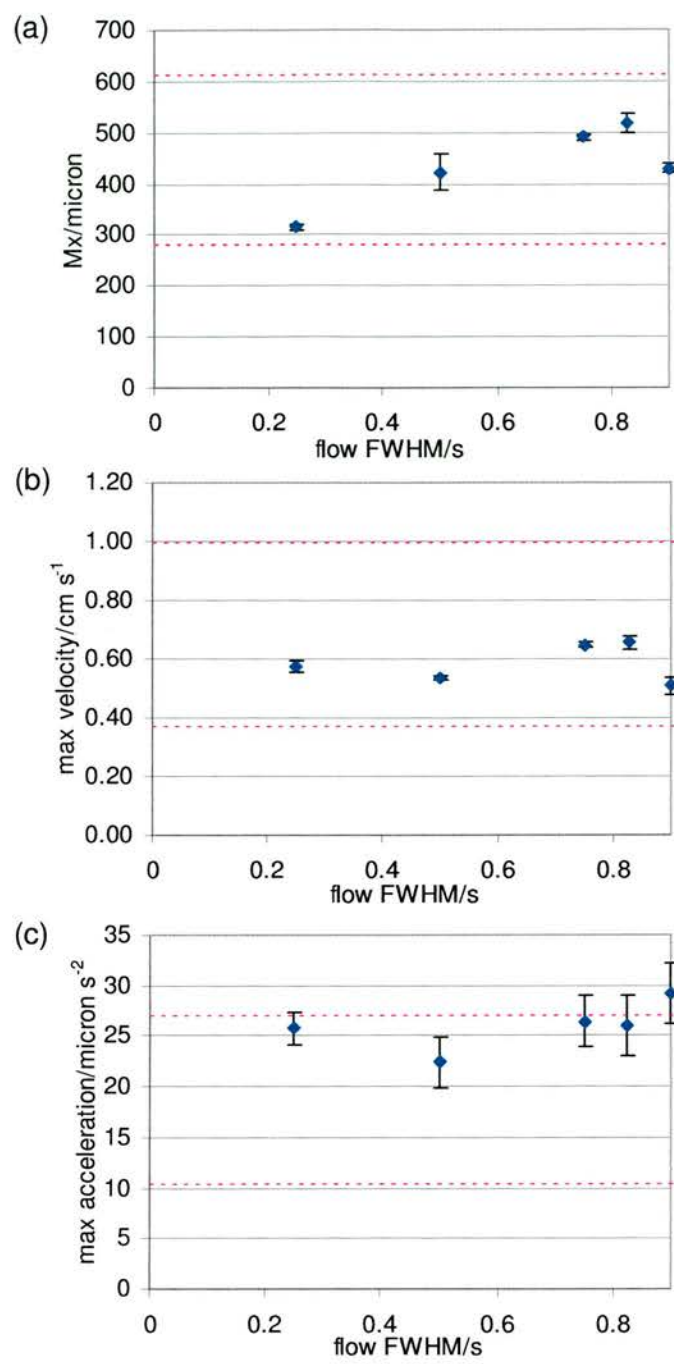 (a)
700
600
500
400
300
200
100
0
Mx/micron
0 0.2 0.4 0.6 0.8
flow FWHM/s
(b)
1.20
1.00
0.80
0.60
0.40
0.20
0.00
max velocity/cm s⁻¹
0 0.2 0.4 0.6 0.8
flow FWHM/s
(c)
35
30
25
20
15
10
5
0
max acceleration/micron s⁻²
0 0.2 0.4 0.6 0.8
flow FWHM/s